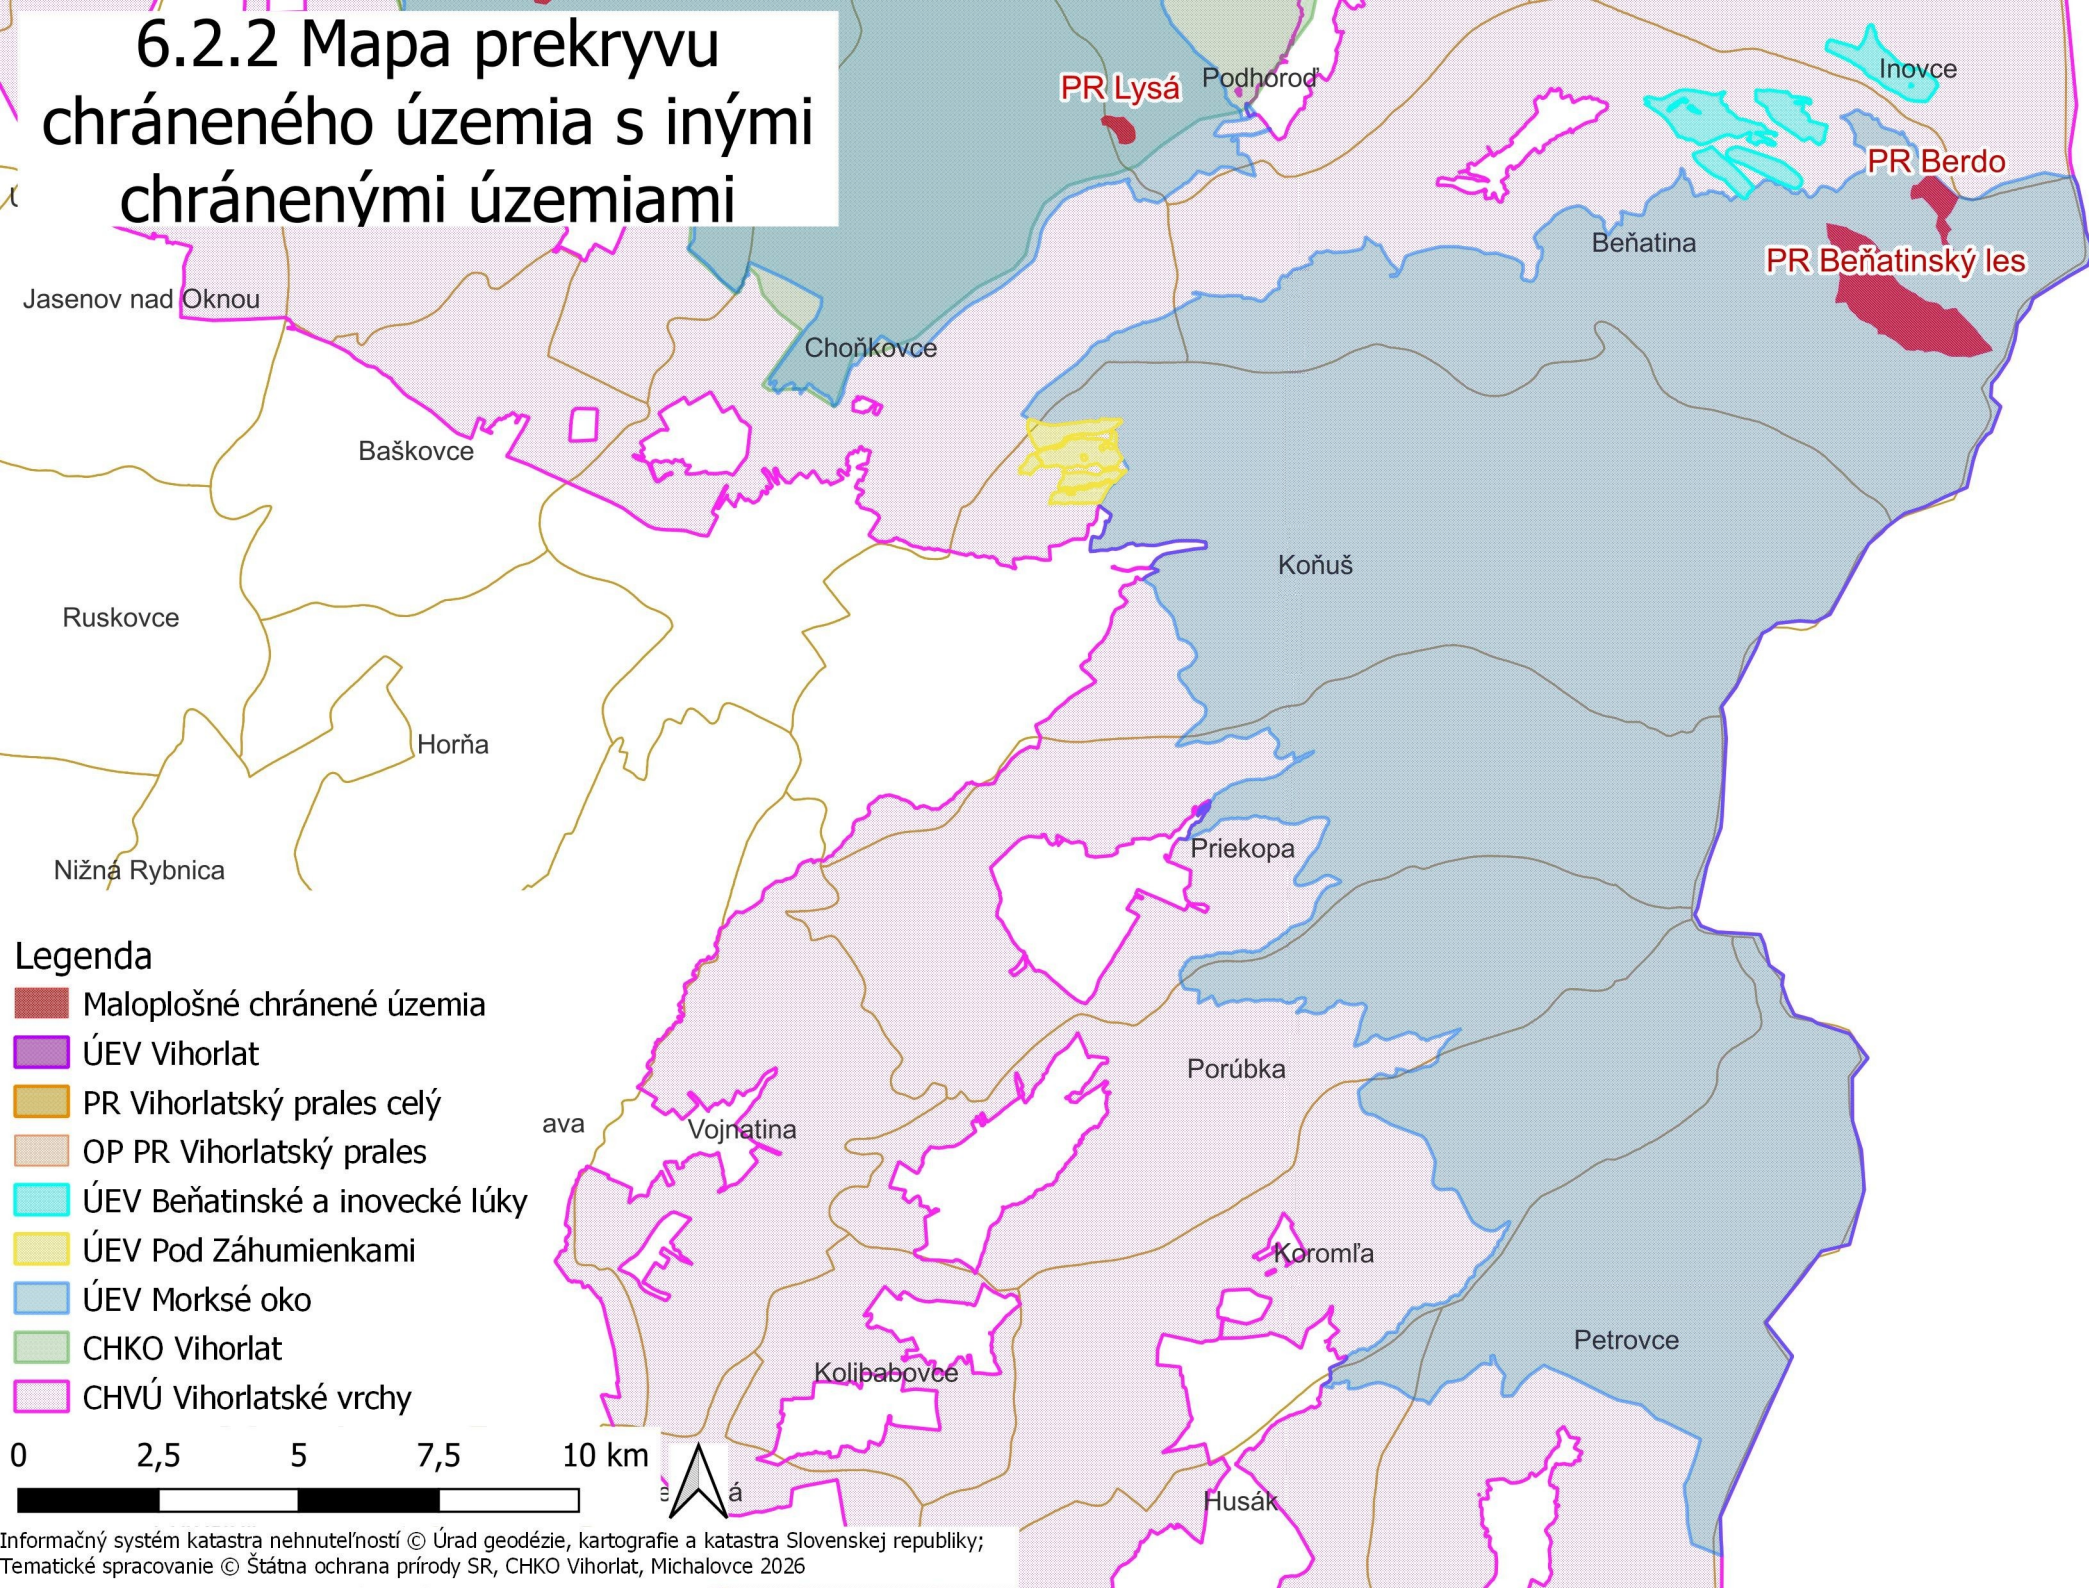 6.2.2 Mapa prekryvu
chráneného územia s inými
chránenými územiami
PR Lysá
Podhoroď
Inovce
PR Berdo
Beňatina
PR Beňatinský les
Jasenov nad Oknou
Choňkovce
Baškovce
Koňuš
Ruskovce
Horňa
Priekopa
Nižná Rybnica
Porúbka
ava
Vojnatina
Koromľa
Petrovce
Kolibabovce
Husák
Legenda
Maloplošné chránené územia
ÚEV Vihorlat
PR Vihorlatský prales celý
OP PR Vihorlatský prales
ÚEV Beňatinské a inovecké lúky
ÚEV Pod Záhumienkami
ÚEV Morksé oko
CHKO Vihorlat
CHVÚ Vihorlatské vrchy
0 2,5 5 7,5 10 km
á
Informačný systém katastra nehnuteľností © Úrad geodézie, kartografie a katastra Slovenskej republiky;
Tematické spracovanie © Štátna ochrana prírody SR, CHKO Vihorlat, Michalovce 2026